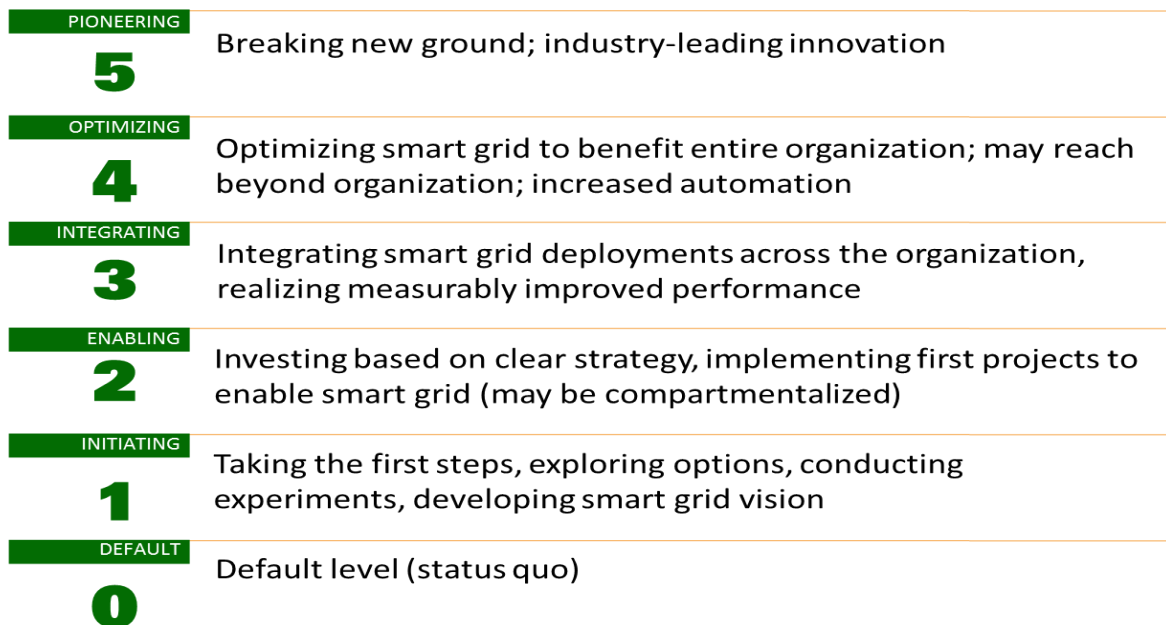 PIONEERING
5
Breaking new ground; industry-leading innovation
OPTIMIZING
4
Optimizing smart grid to benefit entire organization; may reach
beyond organization; increased automation
INTEGRATING
3
Integrating smart grid deployments across the organization,
realizing measurably improved performance
ENABLING
2
Investing based on clear strategy, implementing first projects to
enable smart grid (may be compartmentalized)
INITIATING
1
Taking the first steps, exploring options, conducting
experiments, developing smart grid vision
DEFAULT
0
Default level (status quo)